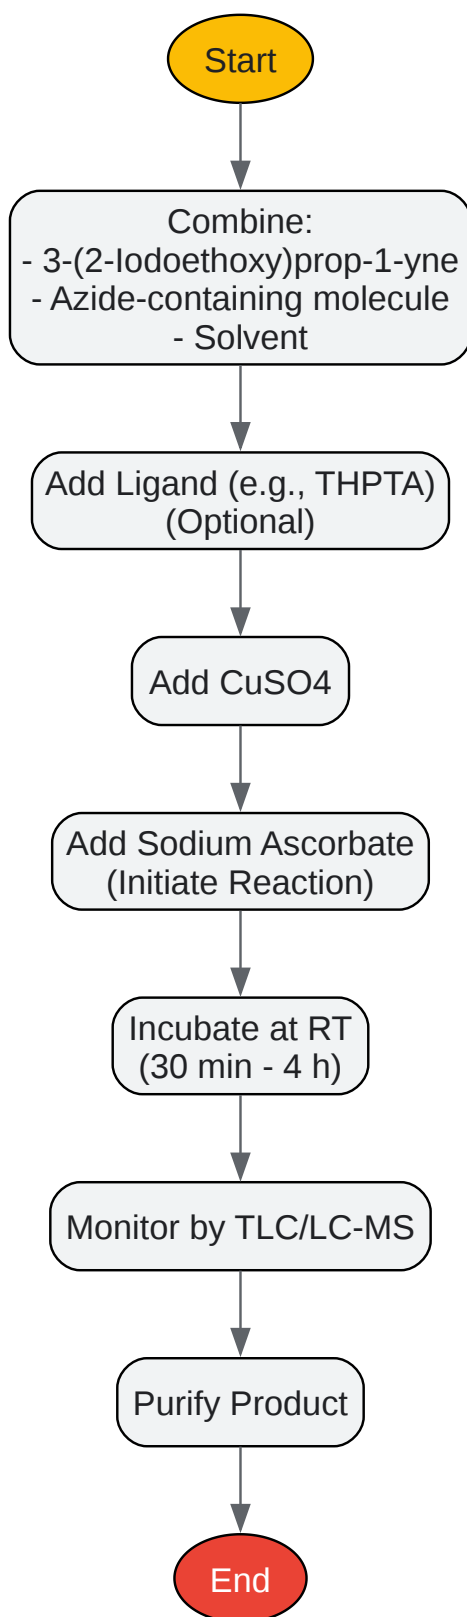 Start
Combine:
- 3-(2-Iodoethoxy)prop-1-yne
- Azide-containing molecule
- Solvent
Add Ligand (e.g., THPTA)
(Optional)
Add CuSO4
Add Sodium Ascorbate
(Initiate Reaction)
Incubate at RT
(30 min - 4 h)
Monitor by TLC/LC-MS
Purify Product
End